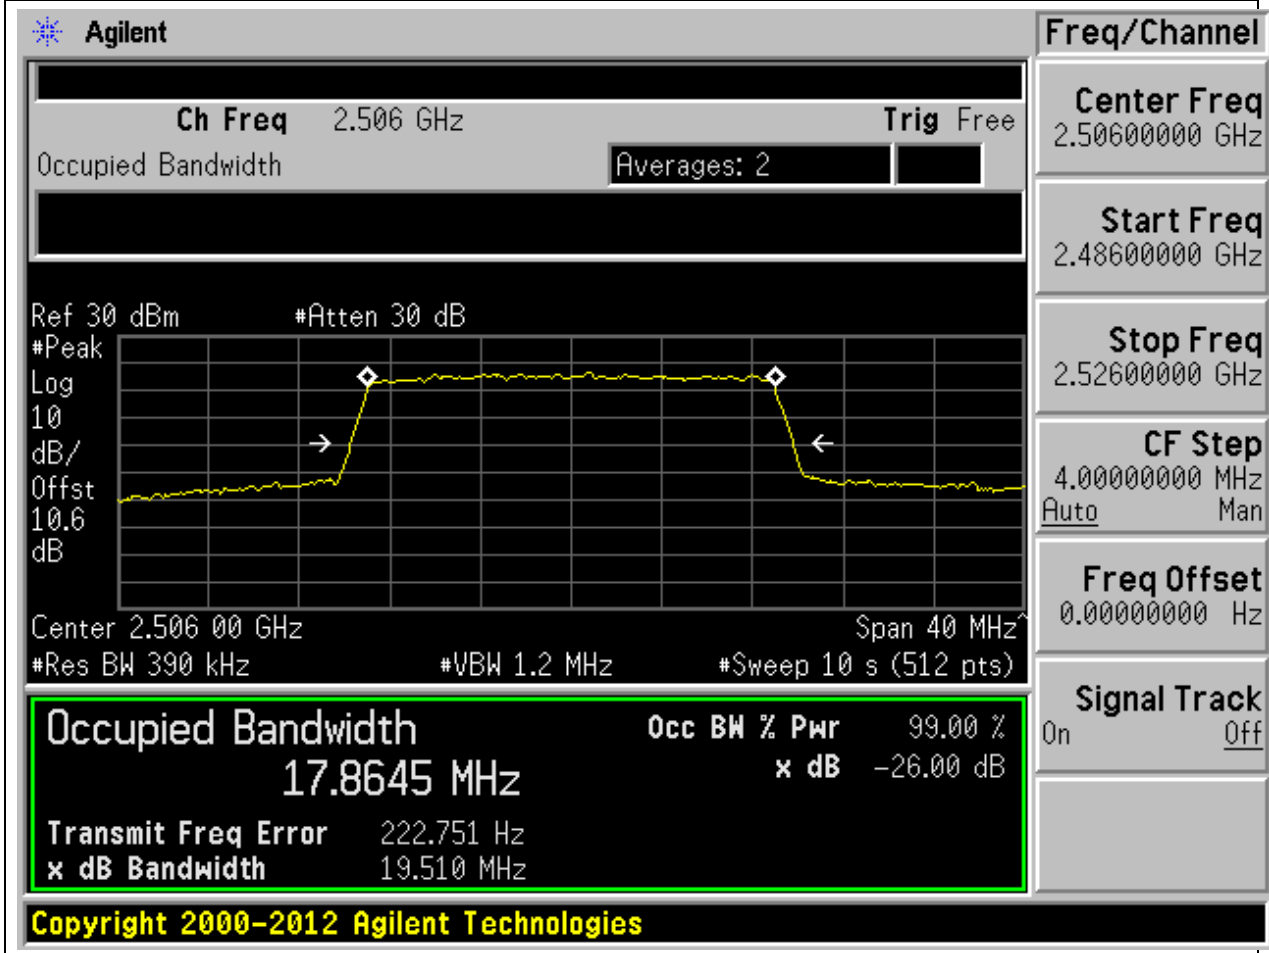 Agilent
Freq/Channel
Ch Freq 2.506 GHz Trig Free
Occupied Bandwidth Averages: 2
Ref 30 dBm #Atten 30 dB
#Peak
Log
10
dB/
Offst
10.6
dB
Center 2.506 00 GHz Span 40 MHz^
#Res BW 390 kHz #VBW 1.2 MHz #Sweep 10 s (512 pts)
Occupied Bandwidth
17.8645 MHz
Occ BW % Pwr 99.00 %
x dB -26.00 dB
Transmit Freq Error 222.751 Hz
x dB Bandwidth 19.510 MHz
Center Freq
2.50600000 GHz
Start Freq
2.48600000 GHz
Stop Freq
2.52600000 GHz
CF Step
4.00000000 MHz
Auto Man
Freq Offset
0.00000000 Hz
Signal Track
On Off
Copyright 2000-2012 Agilent Technologies